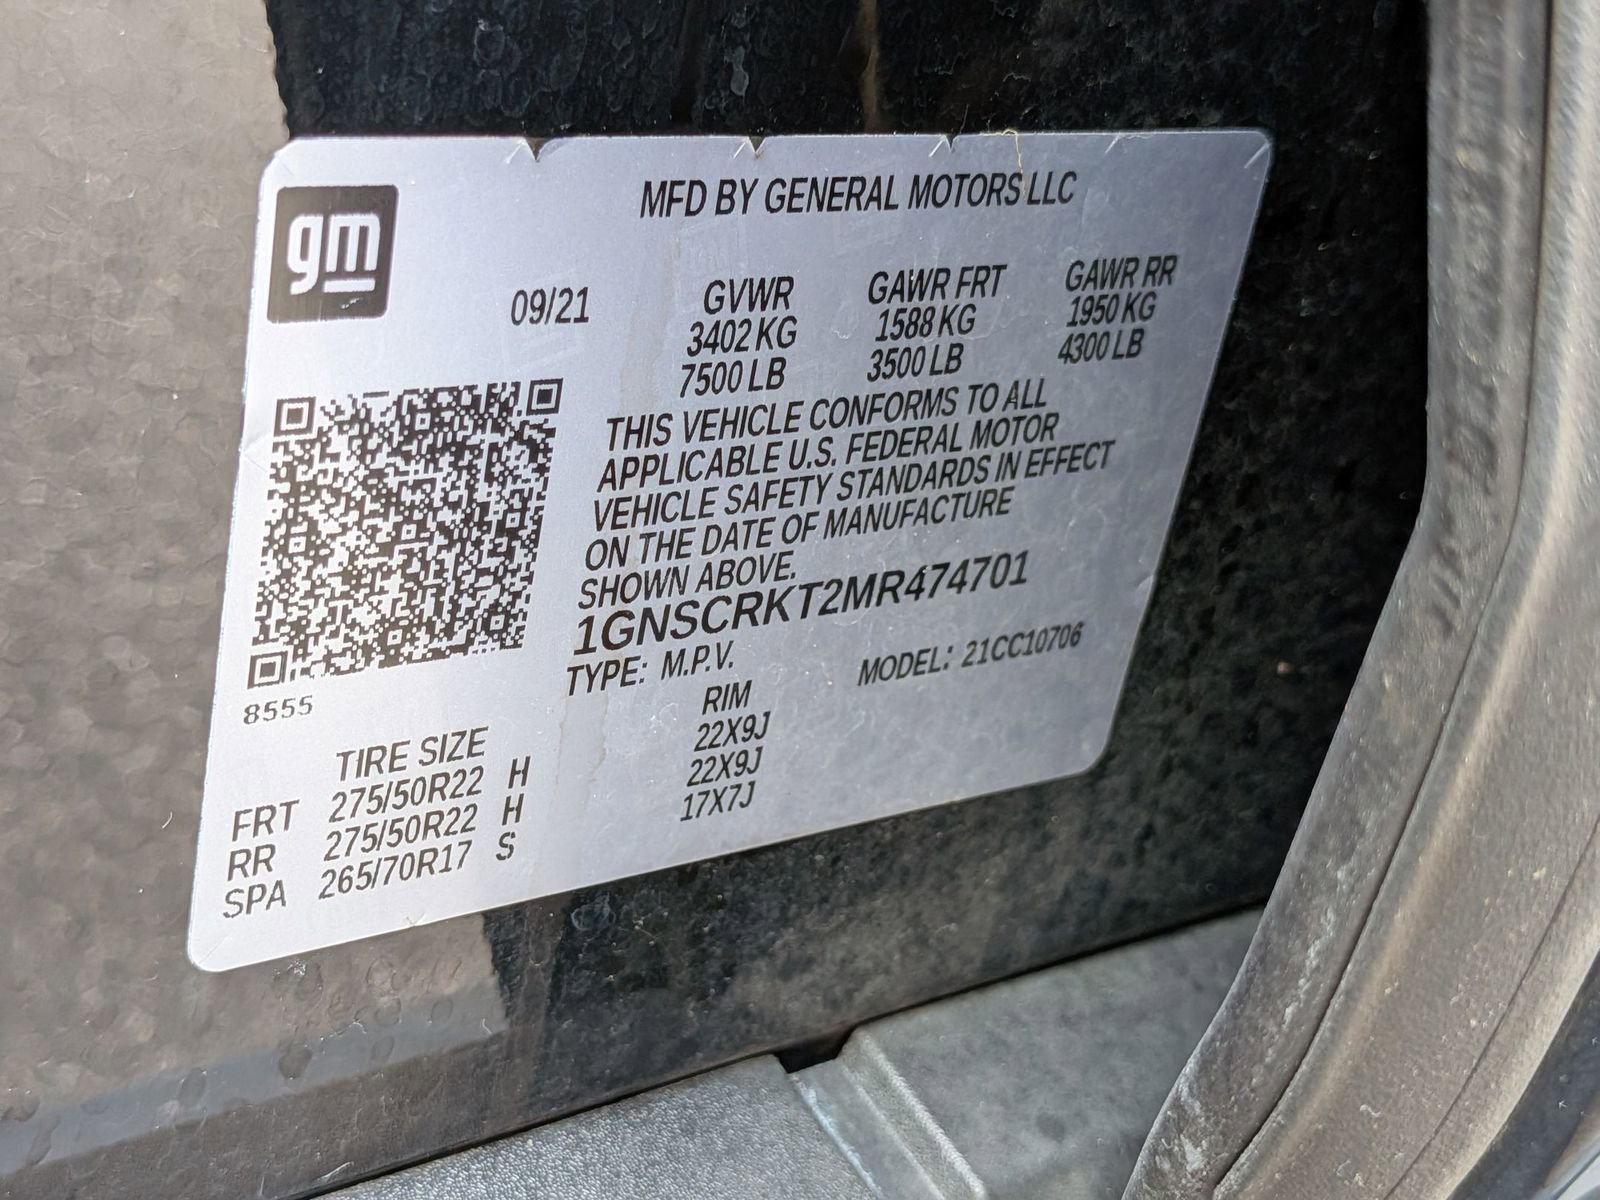 gm
MFD BY GENERAL MOTORS LLC
09/21
GVWR GAWR FRT GAWR RR
3402 KG 1588 KG 1950 KG
7500 LB 3500 LB 4300 LB
THIS VEHICLE CONFORMS TO ALL
APPLICABLE U.S. FEDERAL MOTOR
VEHICLE SAFETY STANDARDS IN EFFECT
ON THE DATE OF MANUFACTURE
SHOWN ABOVE.
1GNSCRKT2MR474701
TYPE: M.P.V. MODEL: 21CC10706
8555
TIRE SIZE RIM
FRT 275/50R22 H 22X9J
RR 275/50R22 H 22X9J
SPA 265/70R17 S 17X7J